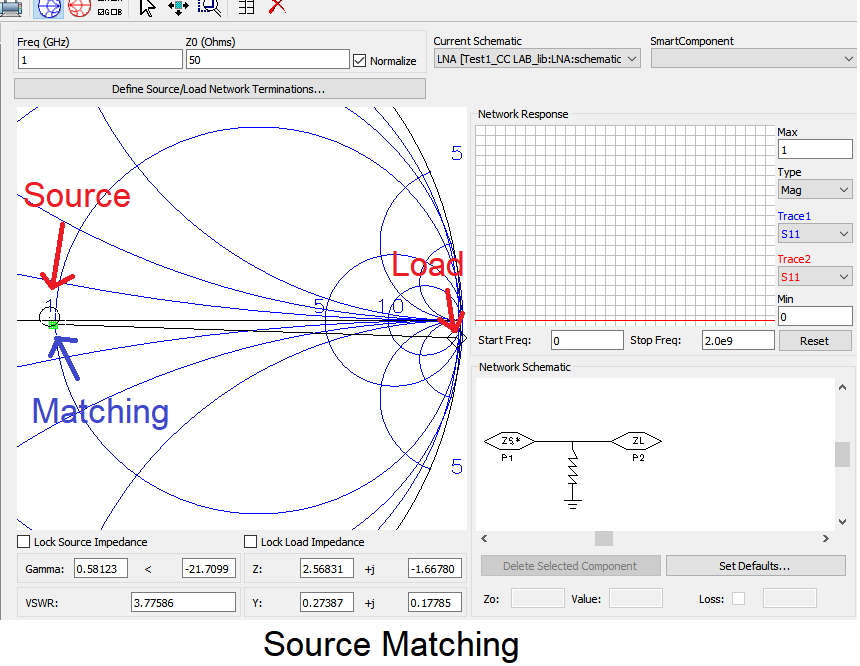 BGOB
Freq (GHz)
Z0 (Ohms)
1
50
Normalize
Current Schematic
SmartComponent
LNA [Test1_CC LAB_lib:LNA:schematic
Define Source/Load Network Terminations...
Network Response
5
Source
Load
1
5
10
Matching
5
Max
1
Type
Mag
Trace1
S11
Trace2
S11
Min
0
Start Freq:
0
Stop Freq:
2.0e9
Reset
Network Schematic
ZS*
ZL
P1
P2
Lock Source Impedance
Lock Load Impedance
Gamma:
0.58123
<
-21.7099
Z:
2.56831
+j
-1.66780
VSWR:
3.77586
Y:
0.27387
+j
0.17785
Delete Selected Component
Set Defaults...
Zo:
Value:
Loss:
Source Matching